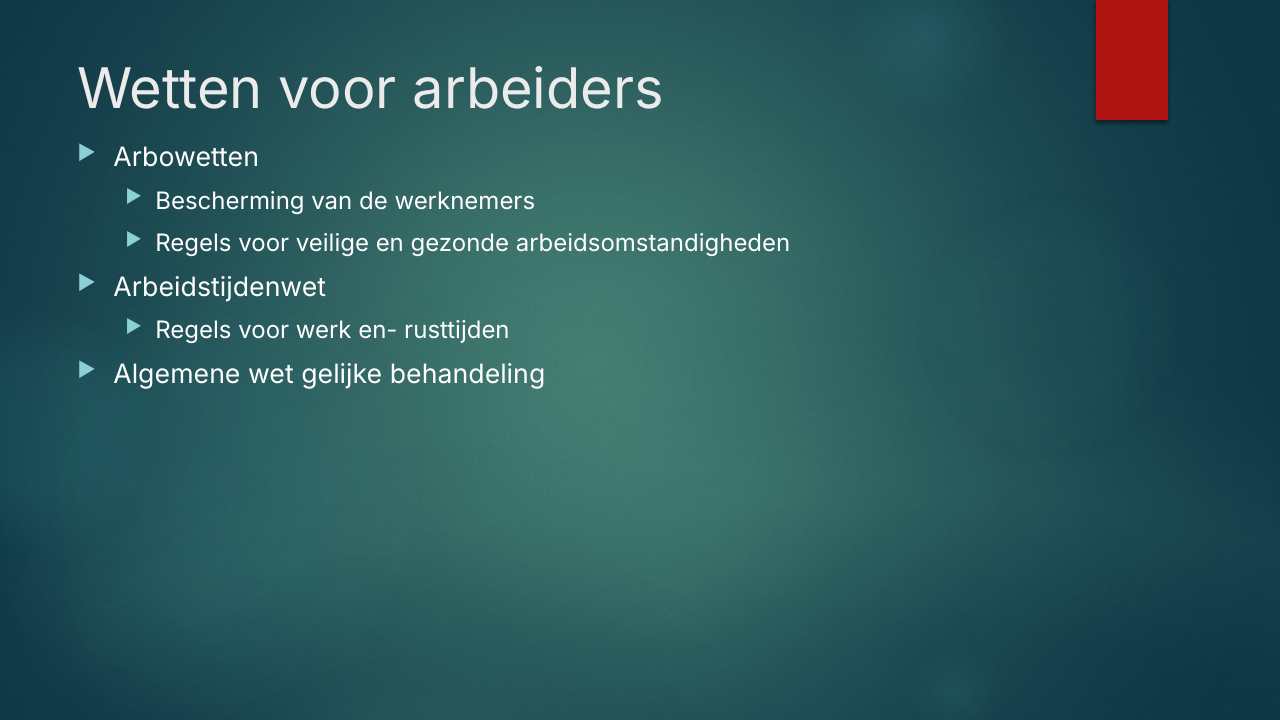 Wetten voor arbeiders
Arbowetten
Bescherming van de werknemers
Regels voor veilige en gezonde arbeidsomstandigheden
Arbeidstijdenwet
Regels voor werk en- rusttijden
Algemene wet gelijke behandeling